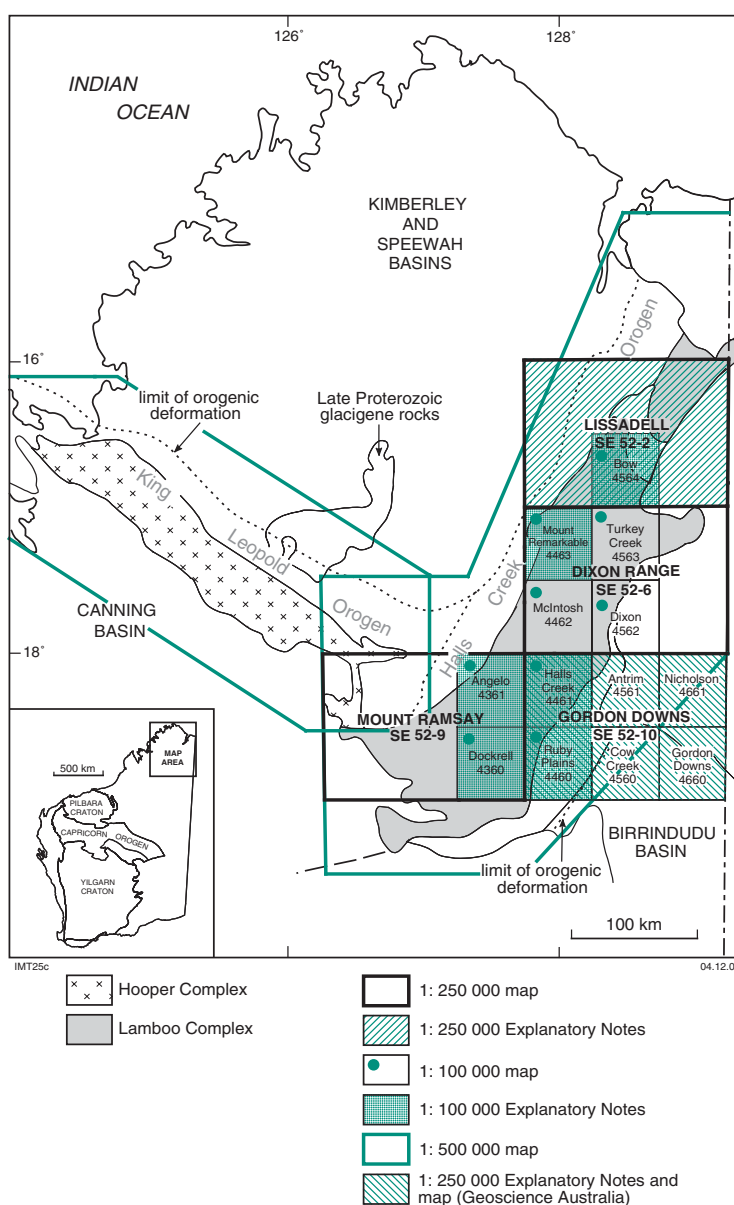 126°
128°
INDIAN
OCEAN
KIMBERLEY
AND
SPEEWAH
BASINS
Orogen
16°
limit of orogenic
deformation
Late Proterozoic
glacigene rocks
LISSADELL
SE 52-2
Bow
4564
King
Leopold
Orogen
Mount
Remarkable
4463
Turkey
Creek
4563
DIXON RANGE
SE 52-6
Creek
McIntosh
4462
Dixon
4562
CANNING
BASIN
18°
Halls
Angelo
4361
Halls
Creek
4461
Antrim
4561
Nicholson
4661
MOUNT RAMSAY
SE 52-9
GORDON DOWNS
SE 52-10
Dockrell
4360
Ruby
Plains
4460
Cow
Creek
4560
Gordon
Downs
4660
MAP
AREA
500 km
PILBARA
CRATON
CAPRICORN
OROGEN
YILGARN
CRATON
BIRRINDUDU
BASIN
limit of orogenic
deformation
100 km
IMT25c
04.12.0
Hooper Complex
Lamboo Complex
1: 250 000 map
1: 250 000 Explanatory Notes
1: 100 000 map
1: 100 000 Explanatory Notes
1: 500 000 map
1: 250 000 Explanatory Notes and
map (Geoscience Australia)